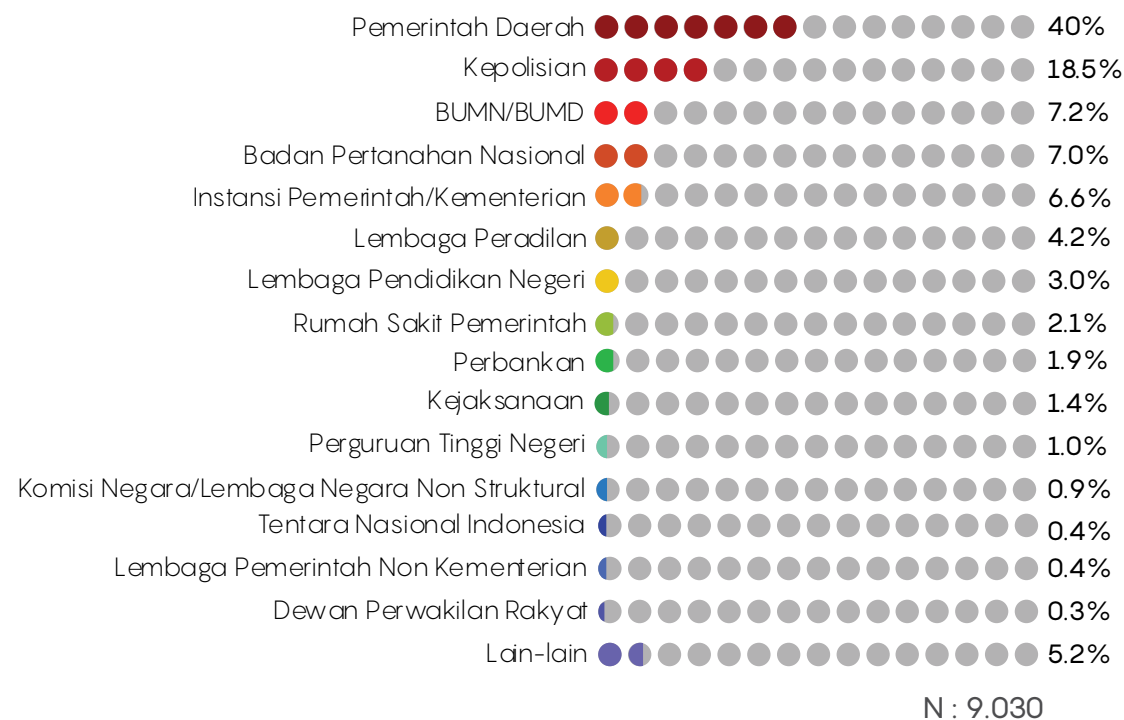 Pemerintah Daerah 40%
Kepolisian 18.5%
BUMN/BUMD 7.2%
Badan Pertanahan Nasional 7.0%
Instansi Pemerintah/Kementerian 6.6%
Lembaga Peradilan 4.2%
Lembaga Pendidikan Negeri 3.0%
Rumah Sakit Pemerintah 2.1%
Perbankan 1.9%
Kejaksanaan 1.4%
Perguruan Tinggi Negeri 1.0%
Komisi Negara/Lembaga Negara Non Struktural 0.9%
Tentara Nasional Indonesia 0.4%
Lembaga Pemerintah Non Kementerian 0.4%
Dewan Perwakilan Rakyat 0.3%
Lain-lain 5.2%
N : 9.030